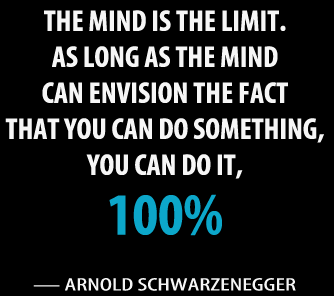 THE MIND IS THE LIMIT.
AS LONG AS THE MIND
CAN ENVISION THE FACT
THAT YOU CAN DO SOMETHING,
YOU CAN DO IT,
100%
— ARNOLD SCHWARZENEGGER